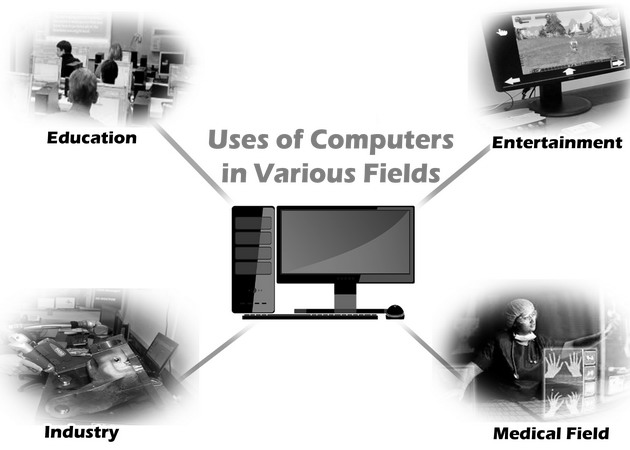 Education
Entertainment
Uses of Computers
in Various Fields
Industry
Medical Field